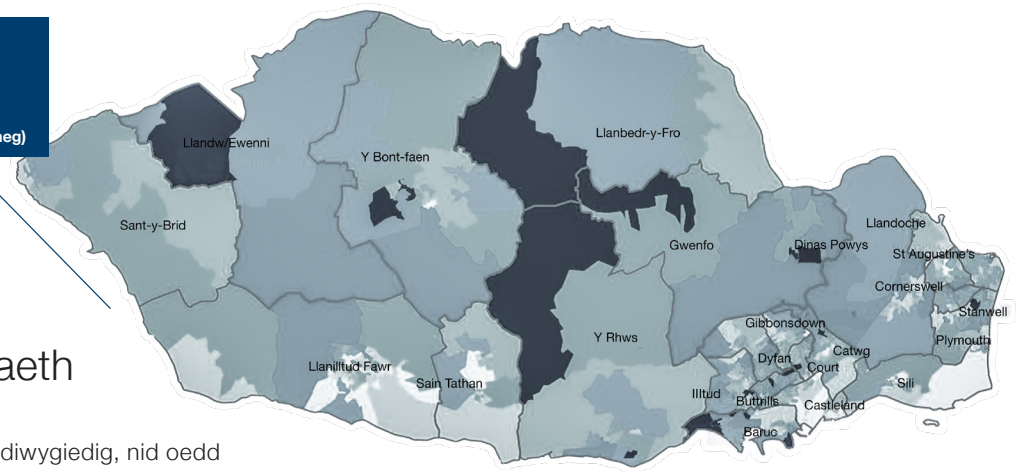 neg)
Llandw/Ewenni
Y Bont-faen
Llanbedr-y-Fro
Sant-y-Brid
Gwenfo
Dinas Powys
Llandoche
St Augustine's
Cornerswell
Stanwell
Plymouth
Gibbonsdown
Y Rhws
Dyfan
Catwg
Court
Llanilltud Fawr
Sain Tathan
Illtud
Buttrills
Castleland
Sili
Baruc
aeth
diwygiedig, nid oedd